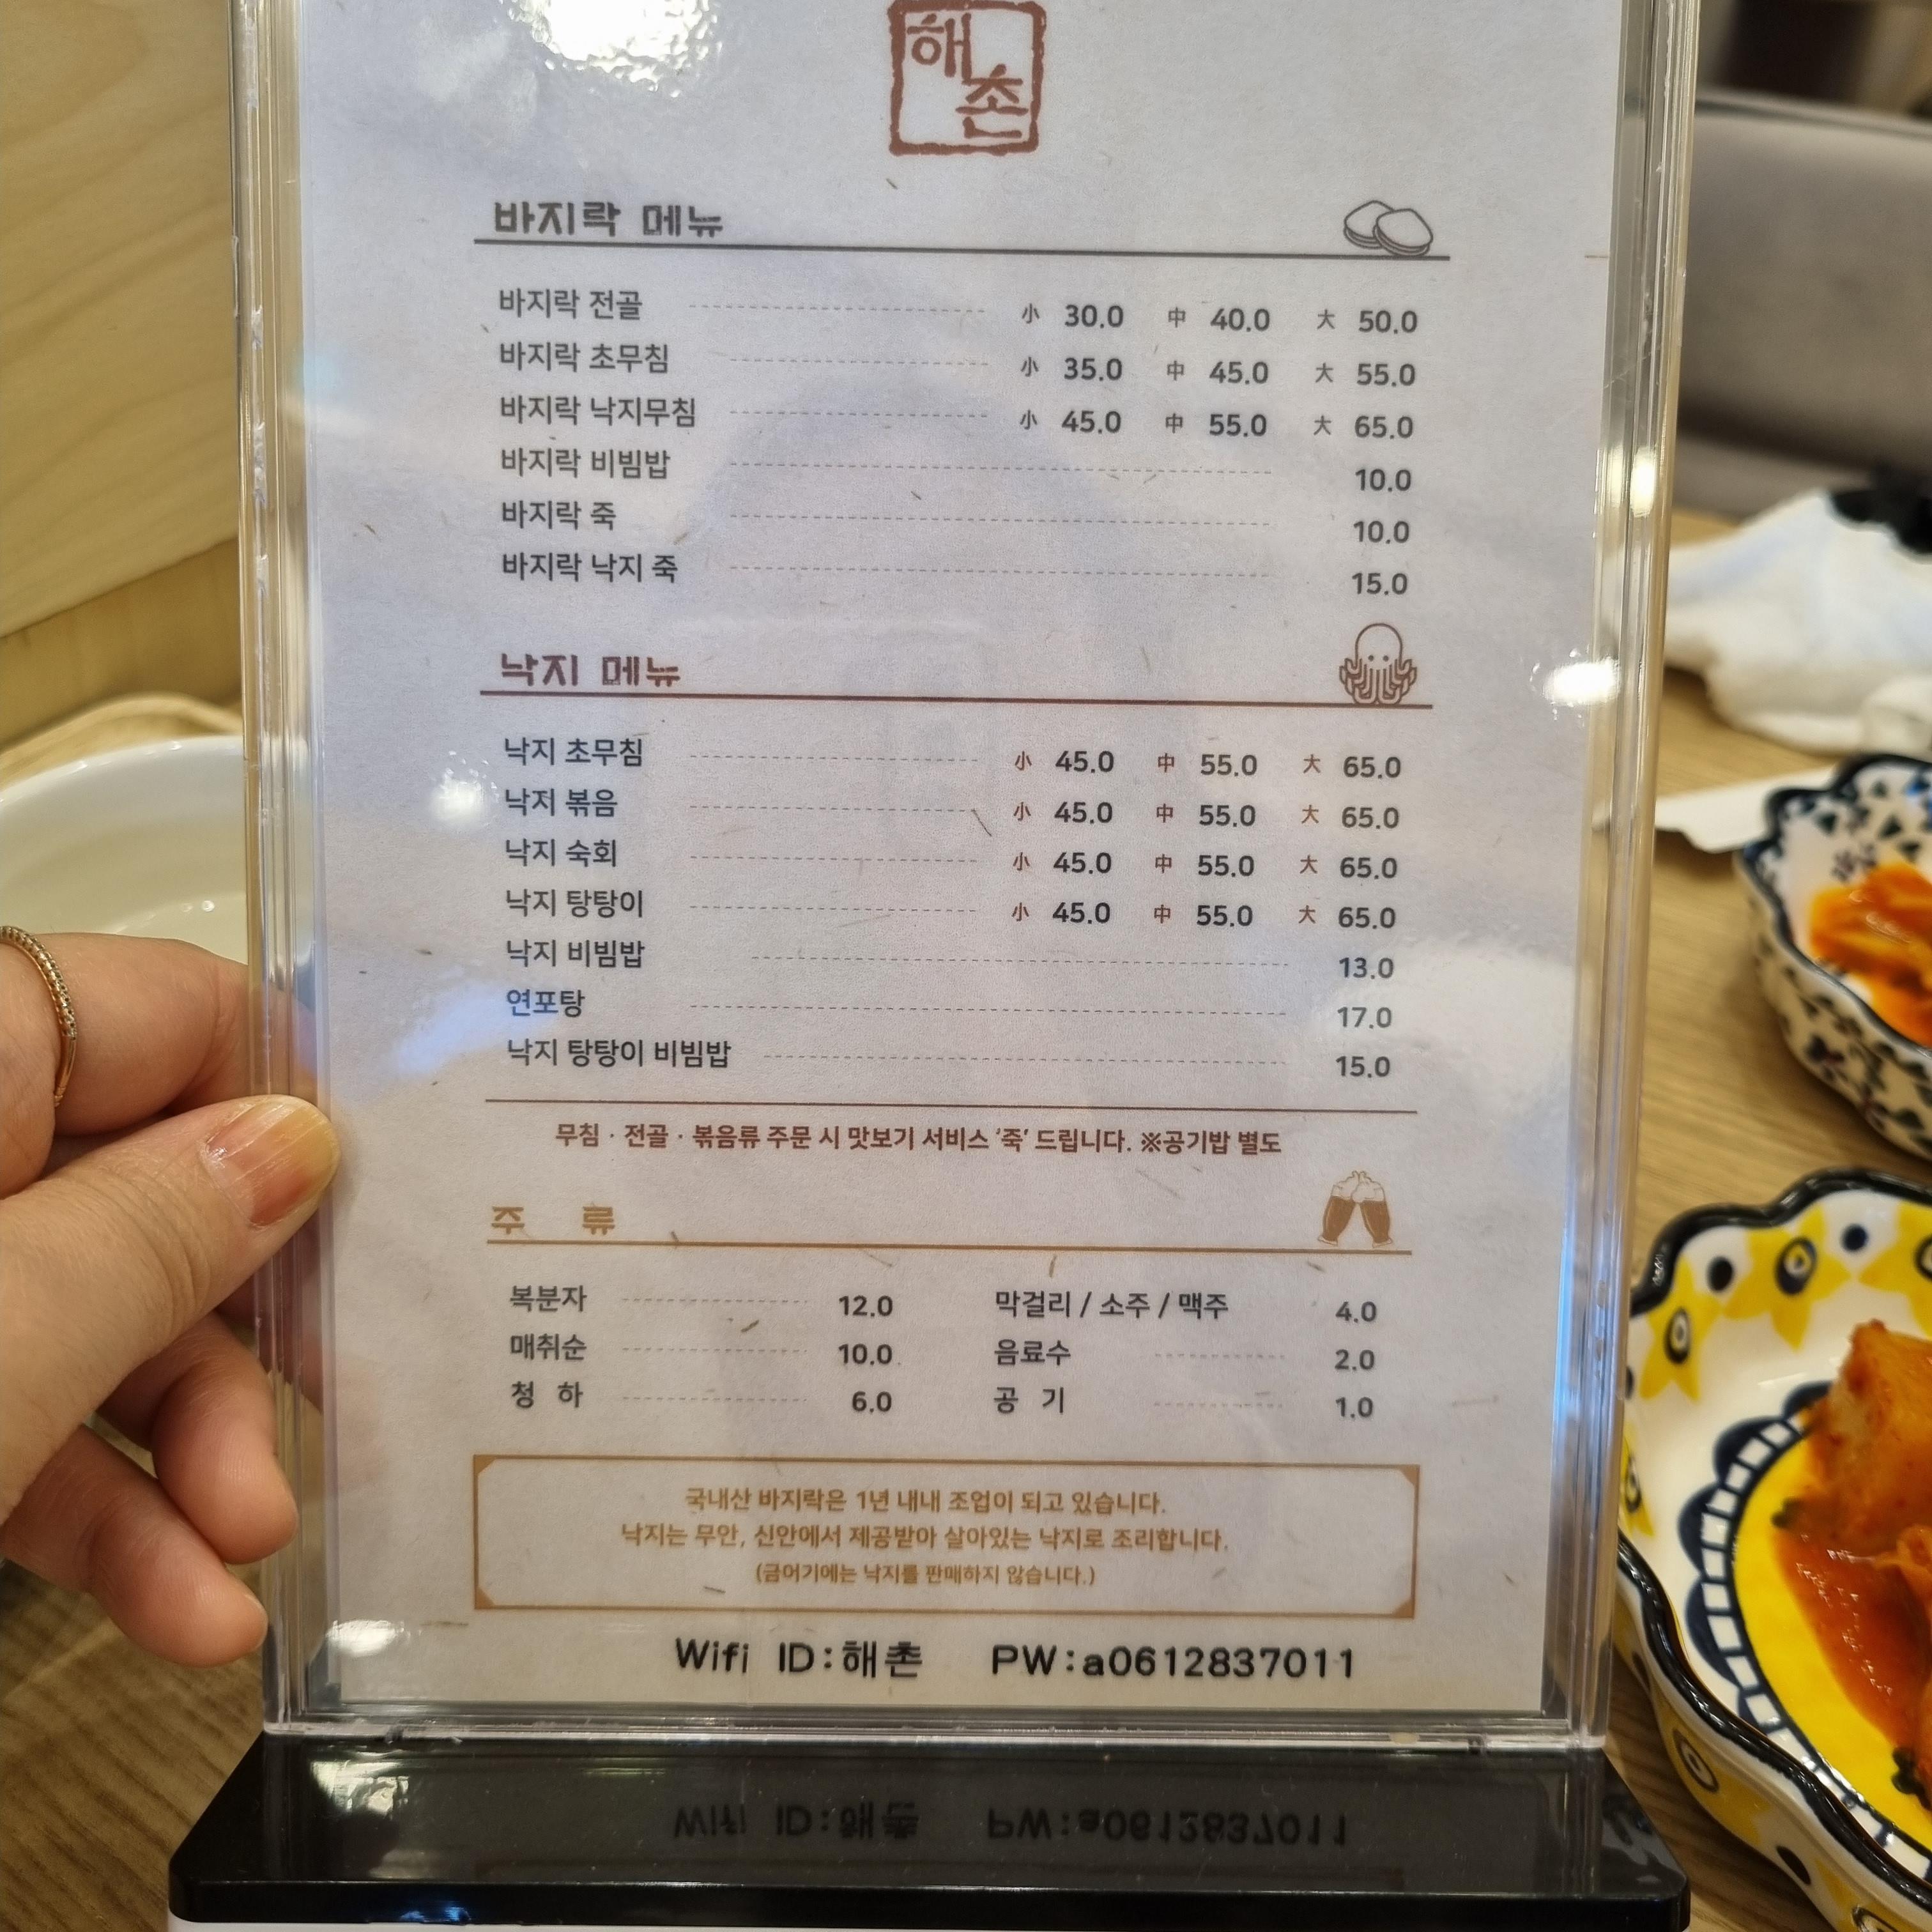 해촌
바지락 메뉴
바지락 전골 小 30.0 中 40.0 大 50.0
바지락 초무침 小 35.0 中 45.0 大 55.0
바지락 낙지무침 小 45.0 中 55.0 大 65.0
바지락 비빔밥 10.0
바지락 죽 10.0
바지락 낙지 죽 15.0
낙지 메뉴
낙지 초무침 小 45.0 中 55.0 大 65.0
낙저 볶음 小 45.0 中 55.0 大 65.0
낙지 숙회 小 45.0 中 55.0 大 65.0
낙지 탕탕이 小 45.0 中 55.0 大 65.0
낙지 비빔밥 13.0
연포탕 17.0
낙지 탕탕이 비빔밥 15.0
무침 · 전골 · 볶음류 주문 시 맛보기 서비스 '죽' 드립니다. ※공기밥 별도
주 류
복분자 12.0 막걸리 / 소주 / 맥주 4.0
매취순 10.0 음료수 2.0
청 하 6.0 공 기 1.0
국내산 바지락은 1년 내내 조업이 되고 있습니다.
낙지는 무안, 신안에서 제공받아 살아있는 낙지로 조리합니다.
(금어기에는 낙지를 판매하지 않습니다.)
Wifi ID:해촌 PW:a0612837011